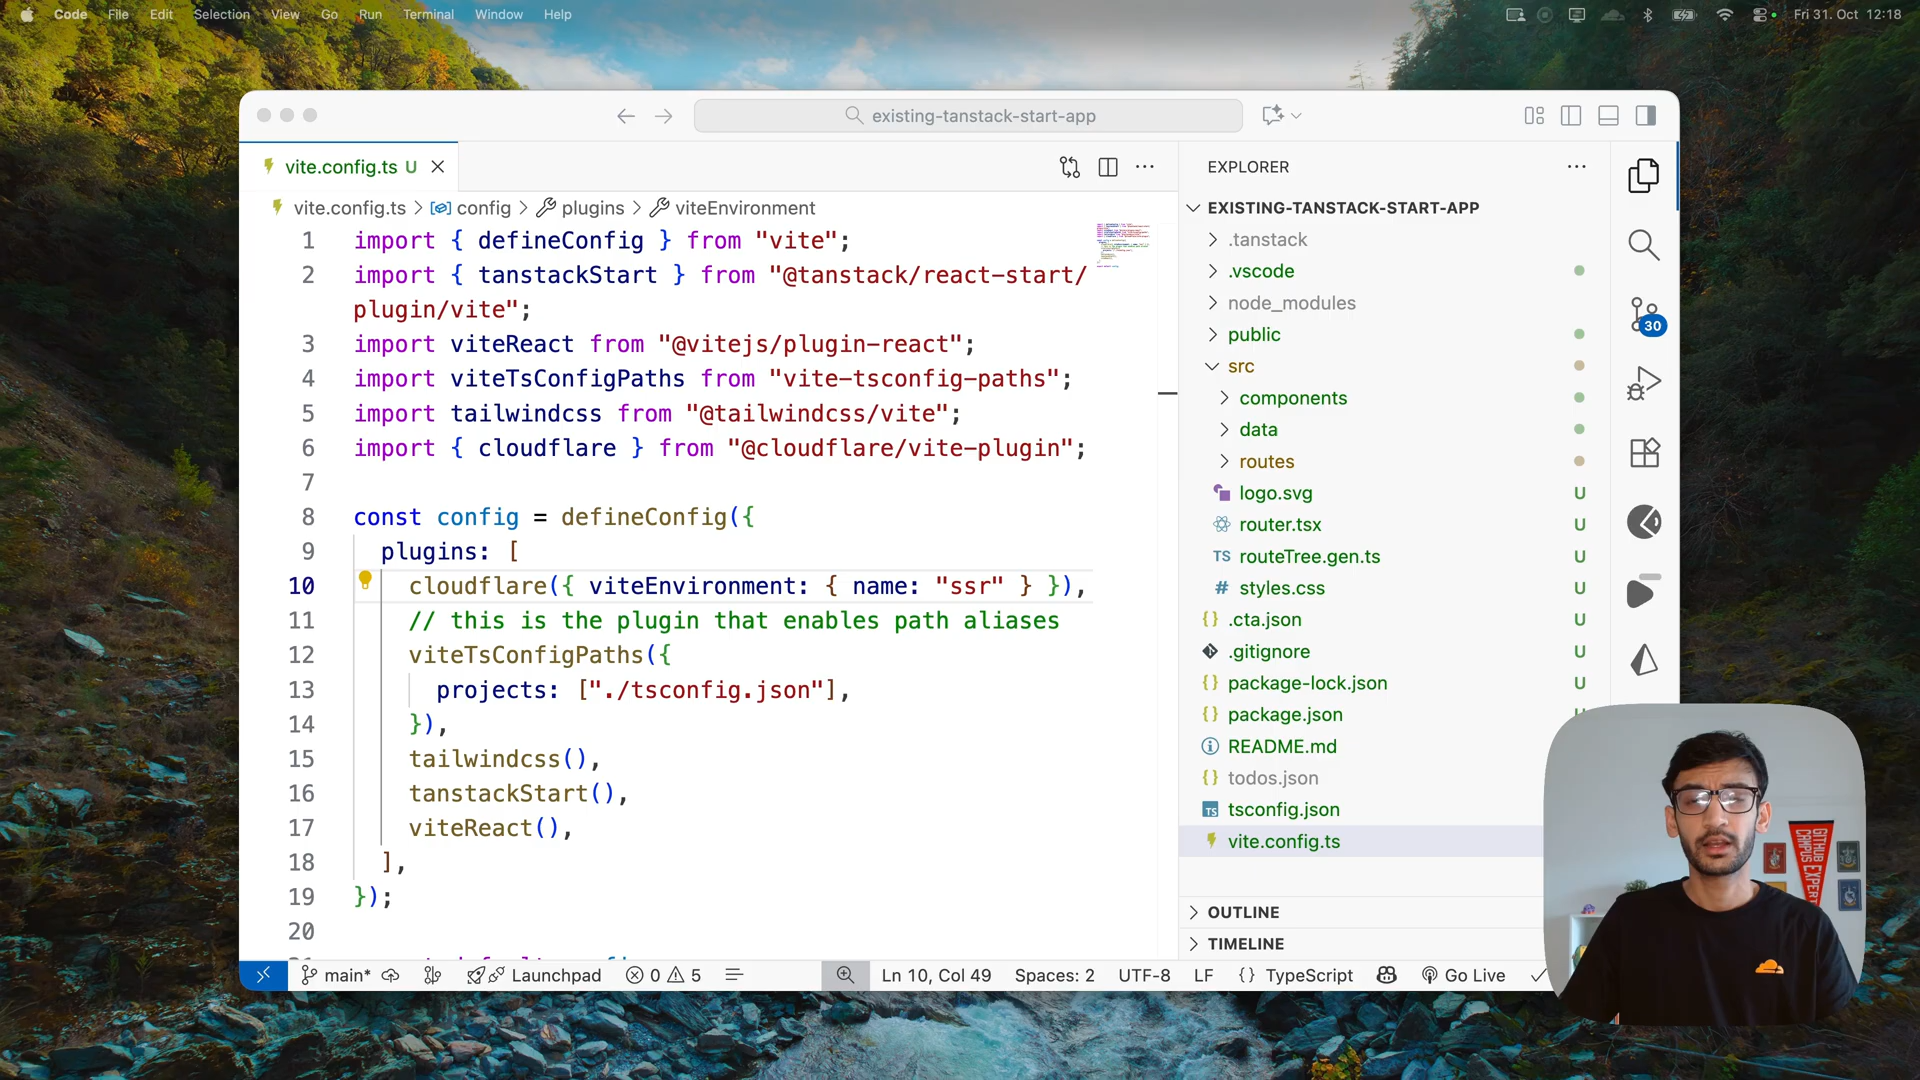 Code File Edit Selection View Go Run Terminal Window Help
Fri 31. Oct 12:18
existing-tanstack-start-app
vite.config.ts U
vite.config.ts > config > plugins > viteEnvironment
1 import { defineConfig } from "vite";
2 import { tanstackStart } from "@tanstack/react-start/
plugin/vite";
3 import viteReact from "@vitejs/plugin-react";
4 import viteTsConfigPaths from "vite-tsconfig-paths";
5 import tailwindcss from "@tailwindcss/vite";
6 import { cloudflare } from "@cloudflare/vite-plugin";
7
8 const config = defineConfig({
9 plugins: [
10 cloudflare({ viteEnvironment: { name: "ssr" } }),
11 // this is the plugin that enables path aliases
12 viteTsConfigPaths({
13 projects: ["./tsconfig.json"],
14 }),
15 tailwindcss(),
16 tanstackStart(),
17 viteReact(),
18 ],
19 });
20
EXPLORER
EXISTING-TANSTACK-START-APP
.tanstack
.vscode
node_modules
public
src
components
data
routes
logo.svg U
router.tsx U
TS routeTree.gen.ts U
# styles.css U
{} .cta.json U
.gitignore U
{} package-lock.json U
{} package.json U
README.md
{} todos.json
TS tsconfig.json
vite.config.ts
OUTLINE
TIMELINE
30
GITHUB CAMPUS EXPERT
main* Launchpad 0 5 Ln 10, Col 49 Spaces: 2 UTF-8 LF {} TypeScript Go Live